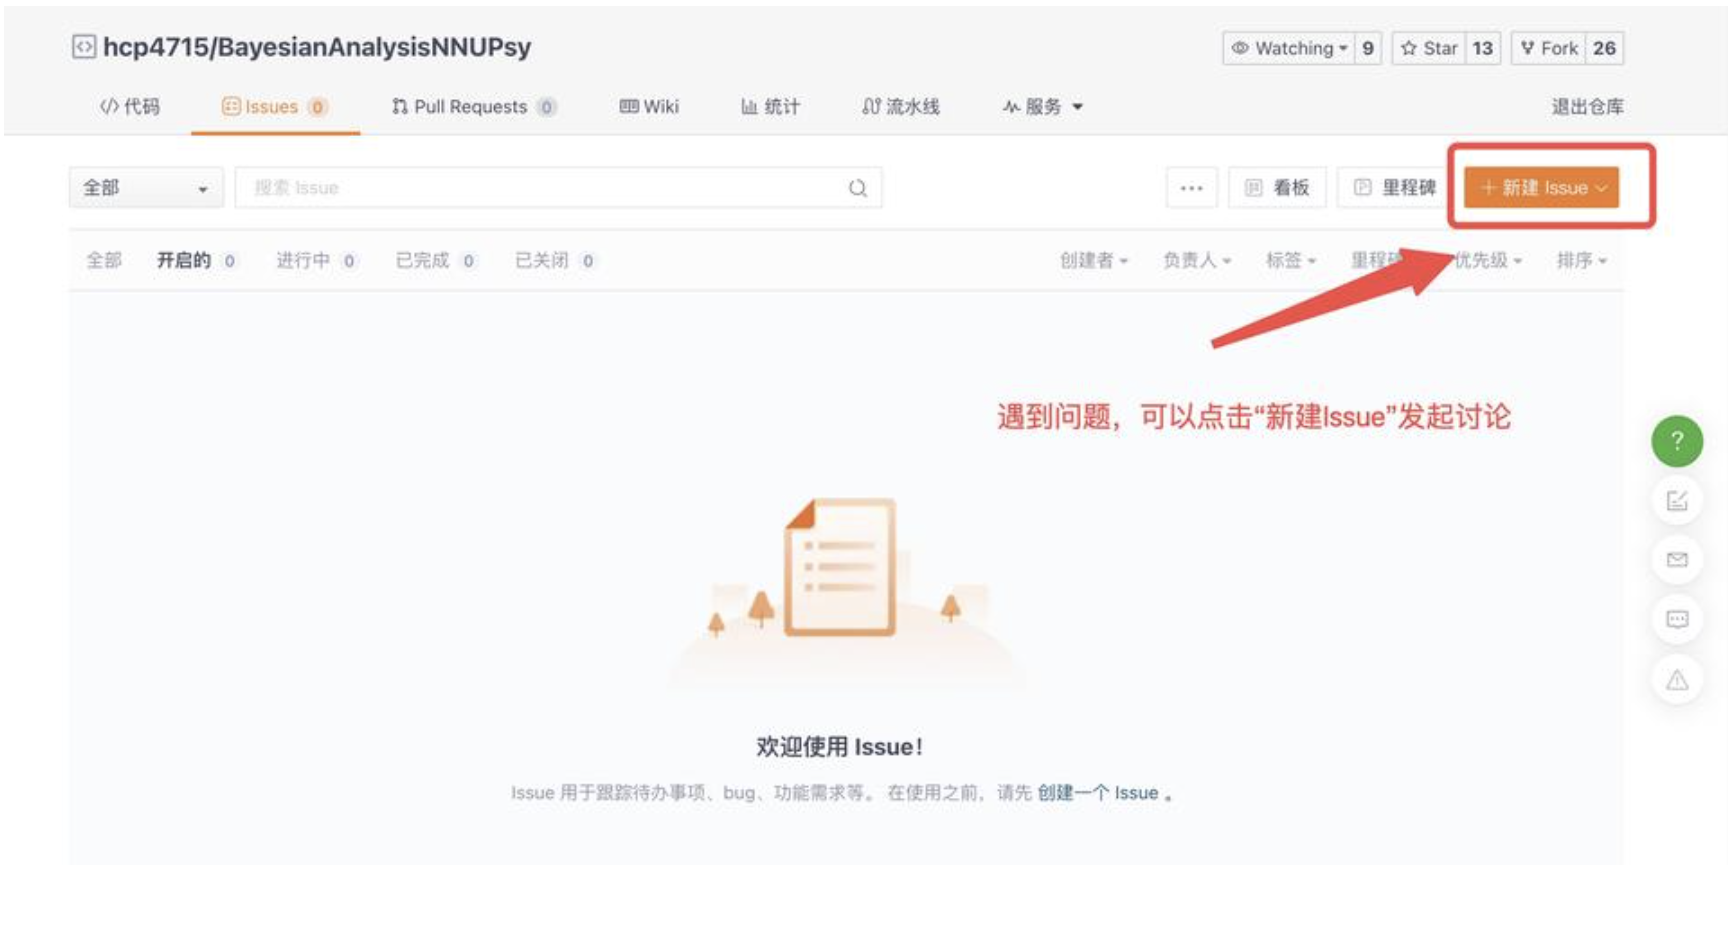 hcp4715/BayesianAnalysisNNUPsy
Watching 9 Star 13 Fork 26
代码 Issues 0 Pull Requests 0 Wiki 统计 流水线 服务 退出仓库
全部 搜索 Issue ··· 看板 里程碑 + 新建 Issue
全部 开启的 0 进行中 0 已完成 0 已关闭 0 创建者 负责人 标签 优先级 排序
遇到问题，可以点击“新建Issue”发起讨论
?
欢迎使用 Issue！
Issue 用于跟踪待办事项、bug、功能需求等。 在使用之前，请先 创建一个 Issue 。